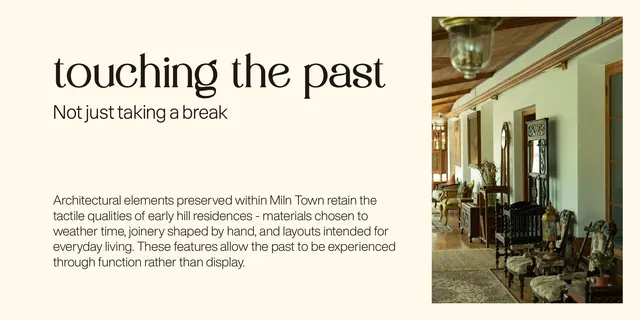 touching the past
Not just taking a break
Architectural elements preserved within Miln Town retain the
tactile qualities of early hill residences - materials chosen to
weather time, joinery shaped by hand, and layouts intended for
everyday living. These features allow the past to be experienced
through function rather than display.